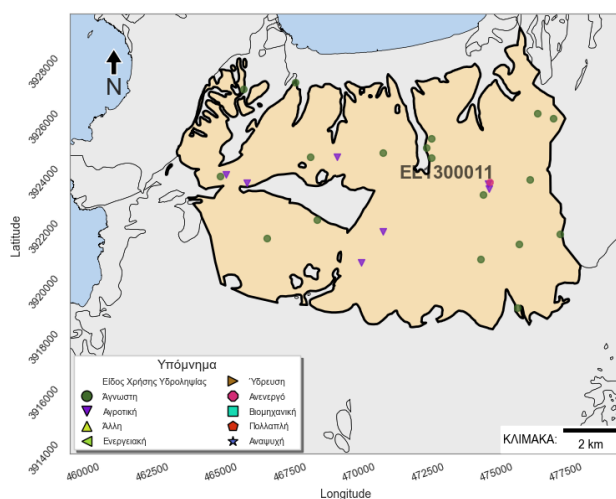 3928000
3926000
3924000
3922000
3920000
3918000
3916000
3914000
Latitude
N
EL1300011
Υπόμνημα
Είδος Χρήσης Υδροληψίας
Άγνωστη
Αγροτική
Άλλη
Ενεργειακή
Ύδρευση
Ανενεργό
Βιομηχανική
Πολλαπλή
Αναψυχή
ΚΛΙΜΑΚΑ:
2 km
460000
462500
465000
467500
470000
472500
475000
477500
Longitude